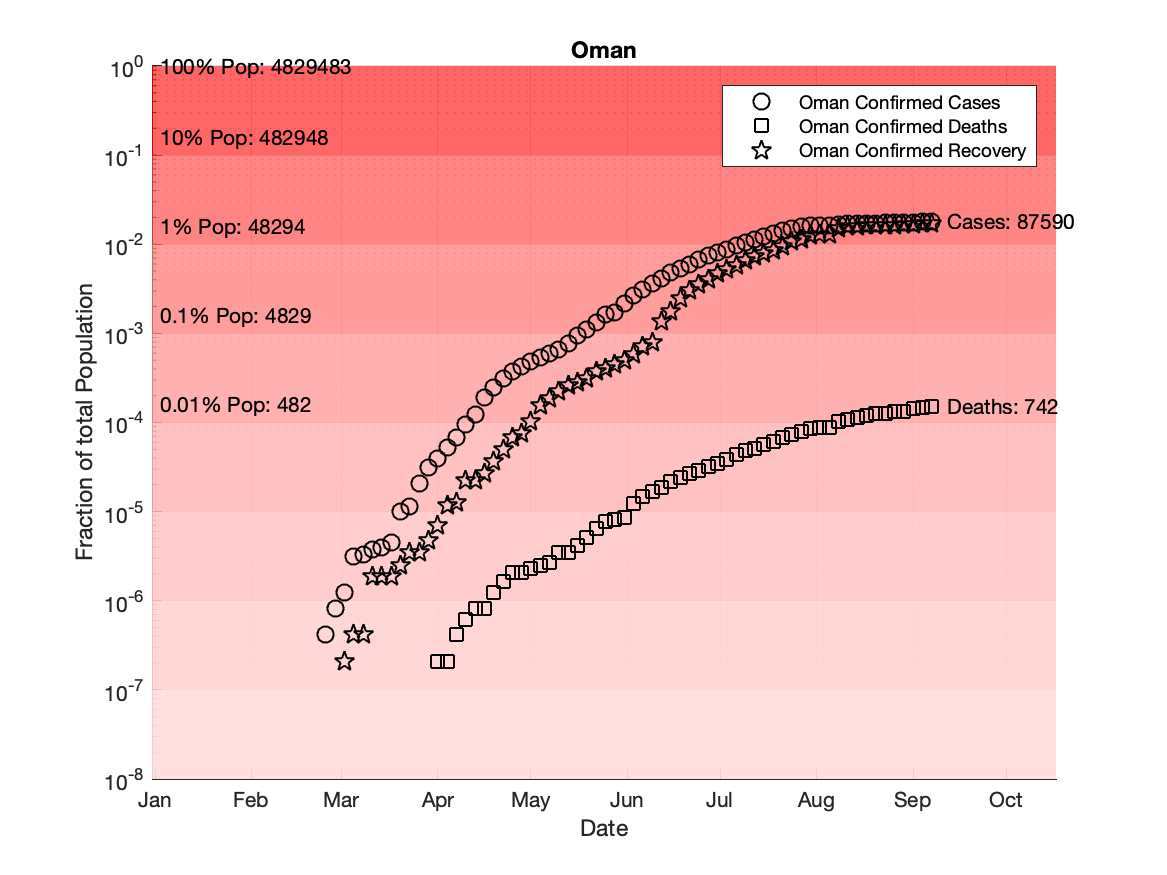 Oman
10^0
10^-1
10^-2
10^-3
10^-4
10^-5
10^-6
10^-7
10^-8
Fraction of total Population
100% Pop: 4829483
10% Pop: 482948
1% Pop: 48294
0.1% Pop: 4829
0.01% Pop: 482
Oman Confirmed Cases
Oman Confirmed Deaths
Oman Confirmed Recovery
Cases: 87590
Deaths: 742
Jan Feb Mar Apr May Jun Jul Aug Sep Oct
Date